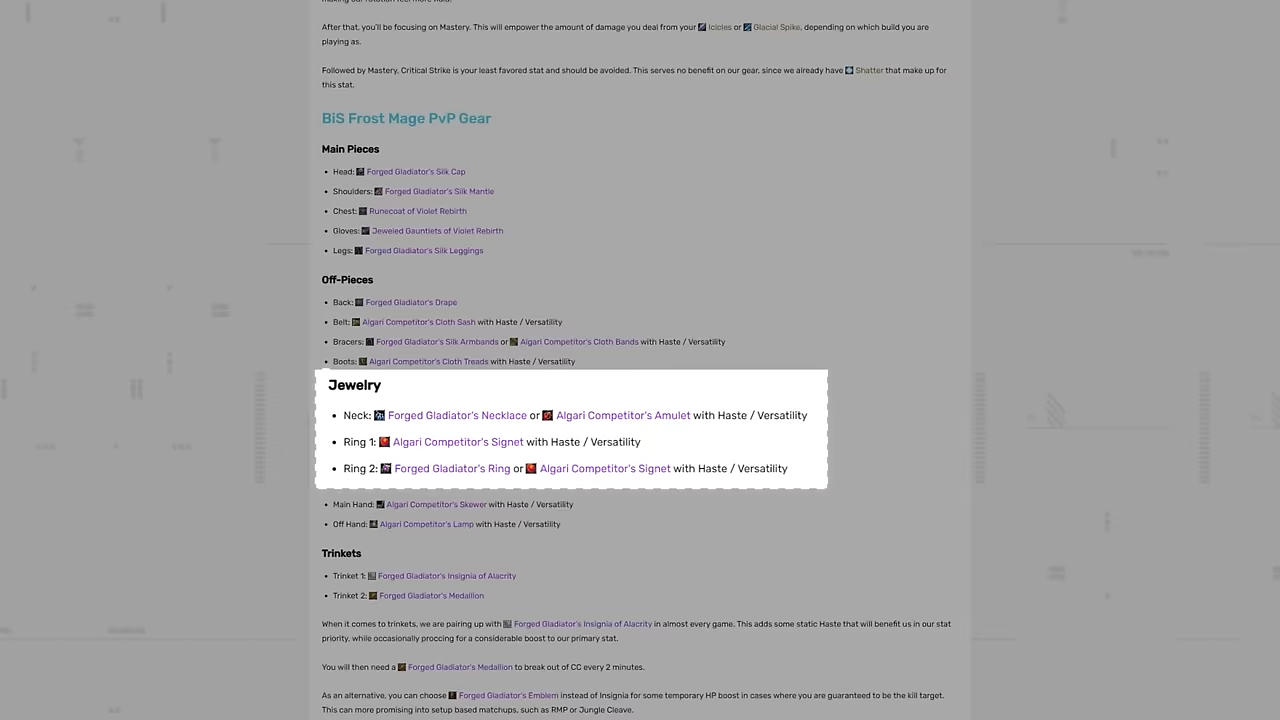 making our rotation feel more fluid.
After that, you'll be focusing on Mastery. This will empower the amount of damage you deal from your Icicles or Glacial Spike, depending on which build you are
playing as.
Followed by Mastery, Critical Strike is your least favored stat and should be avoided. This serves no benefit on our gear, since we already have Shatter that make up for
this stat.
BiS Frost Mage PvP Gear
Main Pieces
• Head: Forged Gladiator's Silk Cap
• Shoulders: Forged Gladiator's Silk Mantle
• Chest: Runecoat of Violet Rebirth
• Gloves: Jeweled Gauntlets of Violet Rebirth
• Legs: Forged Gladiator's Silk Leggings
Off-Pieces
• Back: Forged Gladiator's Drape
• Belt: Algari Competitor's Cloth Sash with Haste / Versatility
• Bracers: Forged Gladiator's Silk Armbands or Algari Competitor's Cloth Bands with Haste / Versatility
• Boots: Algari Competitor's Cloth Treads with Haste / Versatility
Jewelry
• Neck: Forged Gladiator's Necklace or Algari Competitor's Amulet with Haste / Versatility
• Ring 1: Algari Competitor's Signet with Haste / Versatility
• Ring 2: Forged Gladiator's Ring or Algari Competitor's Signet with Haste / Versatility
• Main Hand: Algari Competitor's Skewer with Haste / Versatility
• Off Hand: Algari Competitor's Lamp with Haste / Versatility
Trinkets
• Trinket 1: Forged Gladiator's Insignia of Alacrity
• Trinket 2: Forged Gladiator's Medallion
When it comes to trinkets, we are pairing up with Forged Gladiator's Insignia of Alacrity in almost every game. This adds some static Haste that will benefit us in our stat
priority, while occasionally proccing for a considerable boost to our primary stat.
You will then need a Forged Gladiator's Medallion to break out of CC every 2 minutes.
As an alternative, you can choose Forged Gladiator's Emblem instead of Insignia for some temporary HP boost in cases where you are guaranteed to be the kill target.
This can more promising into setup based matchups, such as RMP or Jungle Cleave.